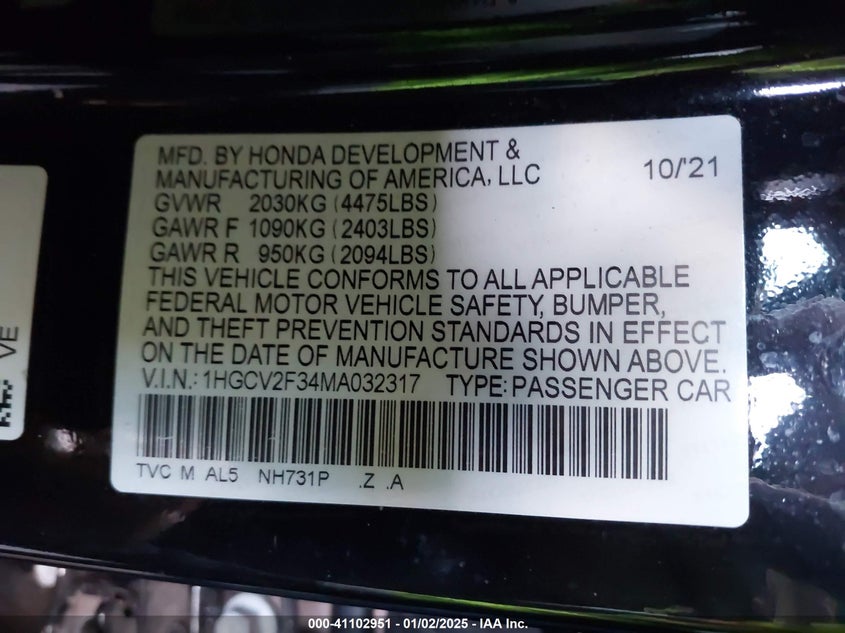 MFD. BY HONDA DEVELOPMENT &
MANUFACTURING OF AMERICA, LLC 10/'21
GVWR 2030KG (4475LBS)
GAWR F 1090KG (2403LBS)
GAWR R 950KG (2094LBS)
THIS VEHICLE CONFORMS TO ALL APPLICABLE
FEDERAL MOTOR VEHICLE SAFETY, BUMPER,
AND THEFT PREVENTION STANDARDS IN EFFECT
ON THE DATE OF MANUFACTURE SHOWN ABOVE.
V.I.N.: 1HGCV2F34MA032317 TYPE: PASSENGER CAR
TVC M AL5 NH731P .Z .A
VE
000-41102951 - 01/02/2025 - IAA Inc.